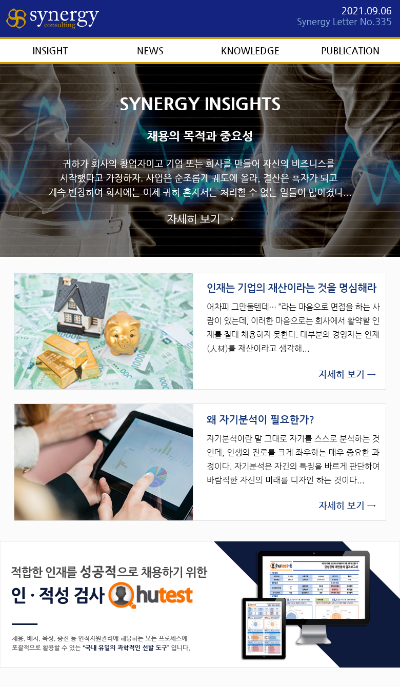 synergy
consulting
2021.09.06
Synergy Letter No.335
INSIGHT NEWS KNOWLEDGE PUBLICATION
SYNERGY INSIGHTS
채용의 목적과 중요성
귀하가 회사의 창업자이고 기업 또는 회사를 만들어 자신의 비즈니스를
시작했다고 가정하자. 사업은 순조롭게 궤도에 올라, 결산은 흑자가 되고
계속 번창하여 회사에는 이제 귀하 혼자서는 처리할 수 없는 일들이 많아졌다...
자세히 보기 →
인재는 기업의 재산이라는 것을 명심해라
어차피 그만둘텐데… “라는 마음으로 면접을 하는 사
람이 있는데, 이러한 마음으로는 회사에서 활약할 인
재를 절대 채용하지 못한다. 대부분의 경영자는 인재
(人材)를 재산이라고 생각해...
자세히 보기 →
왜 자기분석이 필요한가?
자기분석이란 말 그대로 자기를 스스로 분석하는 것
인데, 인생의 진로를 크게 좌우하는 매우 중요한 과
정이다. 자기분석은 자신의 특징을 바르게 판단하여
바람직한 자신의 미래를 디자인 하는 것이다...
자세히 보기 →
적합한 인재를 성공적으로 채용하기 위한
인 · 적성 검사 hutest
채용, 배치, 육성, 승진 등 인적자원관리에 해당하는 모든 프로세스에
포괄적으로 활용할 수 있는 “국내 유일의 과학적인 선발 도구” 입니다.